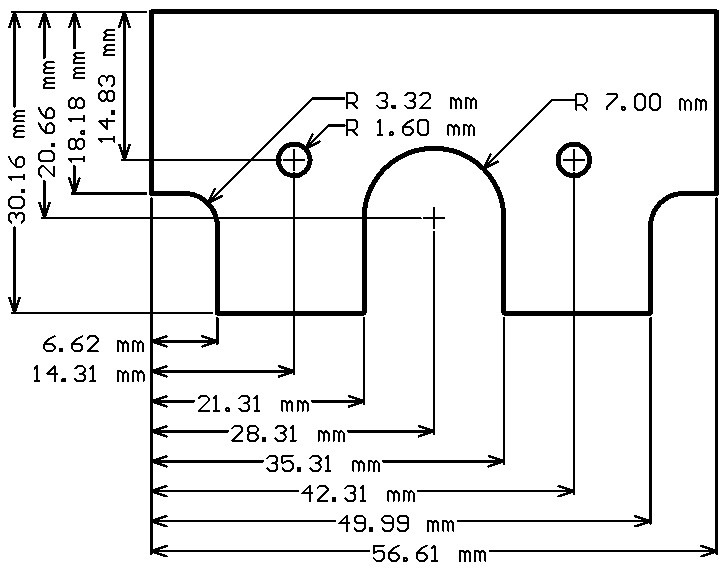 30.16 mm
20.66 mm
18.18 mm
14.83 mm
R 3.32 mm
R 1.60 mm
R 7.00 mm
6.62 mm
14.31 mm
21.31 mm
28.31 mm
35.31 mm
42.31 mm
49.99 mm
56.61 mm